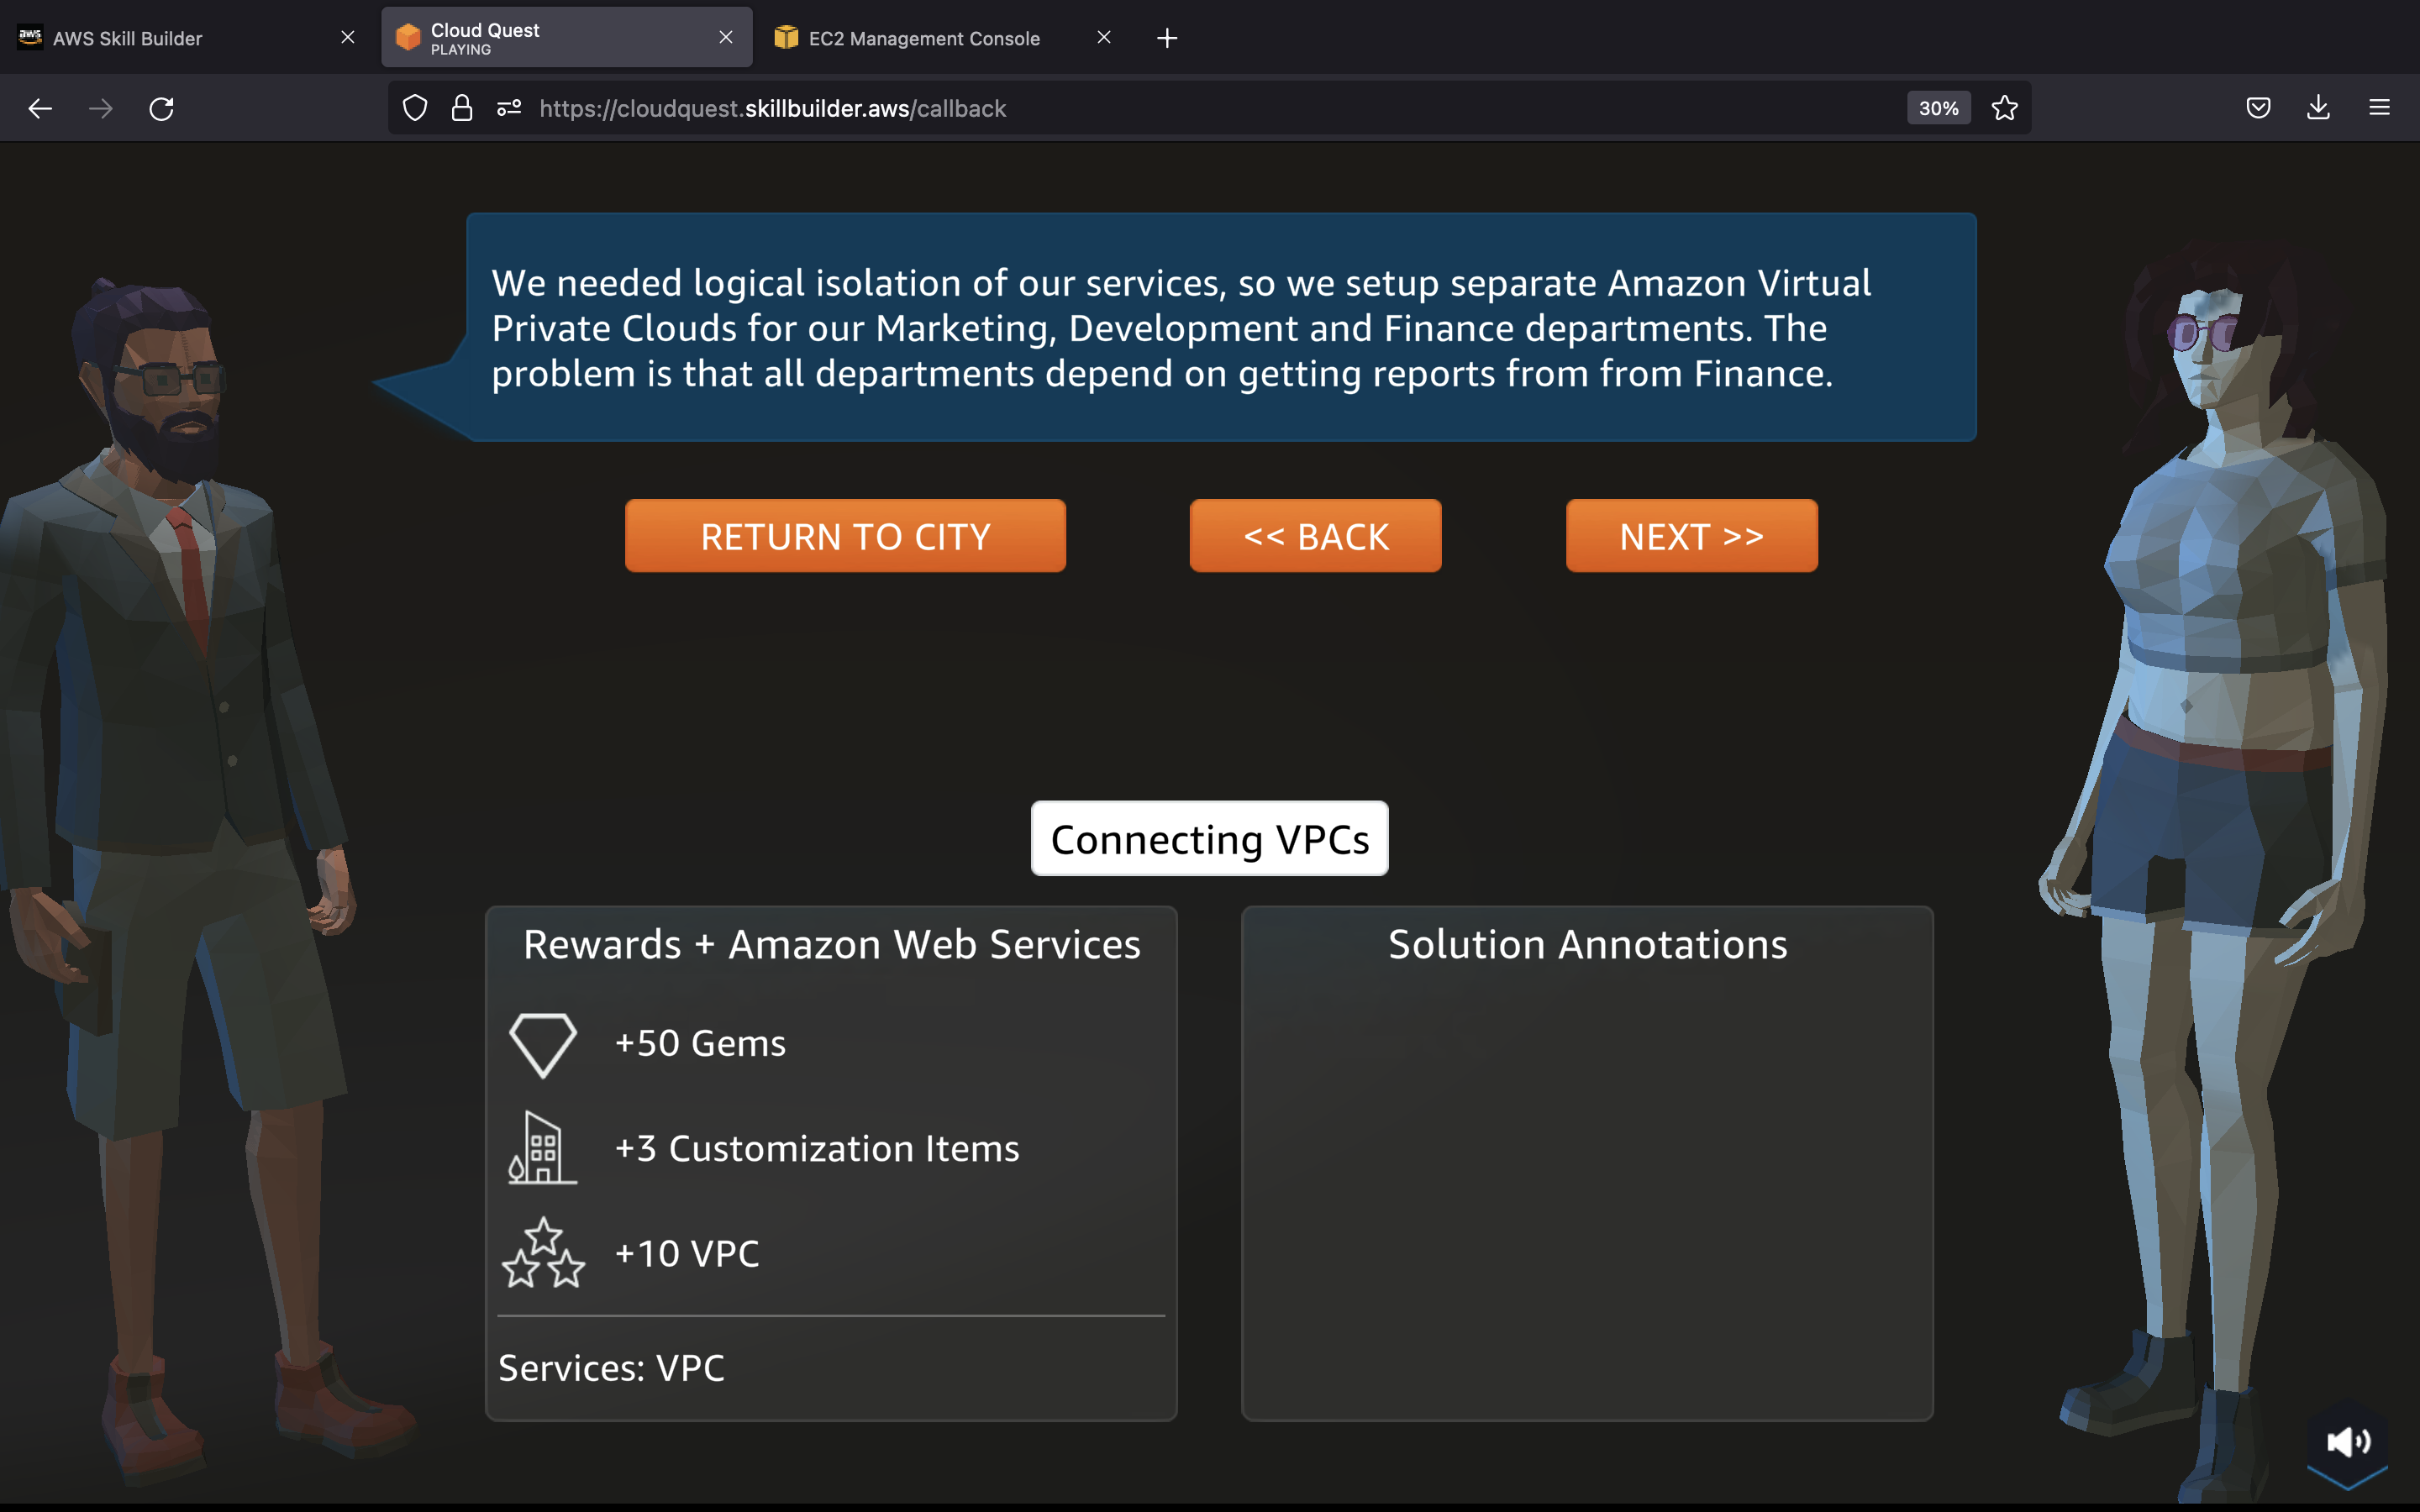 aws AWS Skill Builder
Cloud Quest
PLAYING
EC2 Management Console
https://cloudquest.skillbuilder.aws/callback
30%
We needed logical isolation of our services, so we setup separate Amazon Virtual
Private Clouds for our Marketing, Development and Finance departments. The
problem is that all departments depend on getting reports from from Finance.
RETURN TO CITY
<< BACK
NEXT >>
Connecting VPCs
Rewards + Amazon Web Services
+50 Gems
+3 Customization Items
+10 VPC
Services: VPC
Solution Annotations